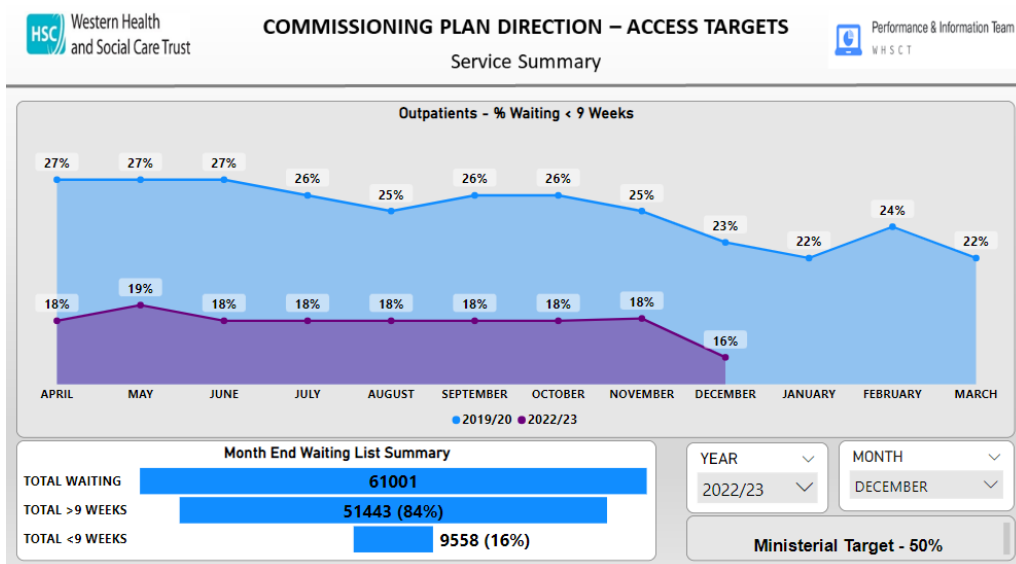 HSC
Western Health
and Social Care Trust
COMMISSIONING PLAN DIRECTION – ACCESS TARGETS
Service Summary
Performance & Information Team
WHSCT
Outpatients - % Waiting < 9 Weeks
27% 27% 27% 26% 25% 26% 26% 25% 23% 22% 24% 22%
18% 19% 18% 18% 18% 18% 18% 18% 16%
APRIL MAY JUNE JULY AUGUST SEPTEMBER OCTOBER NOVEMBER DECEMBER JANUARY FEBRUARY MARCH
2019/20 2022/23
Month End Waiting List Summary
TOTAL WAITING 61001
TOTAL >9 WEEKS 51443 (84%)
TOTAL <9 WEEKS 9558 (16%)
YEAR
2022/23
MONTH
DECEMBER
Ministerial Target - 50%